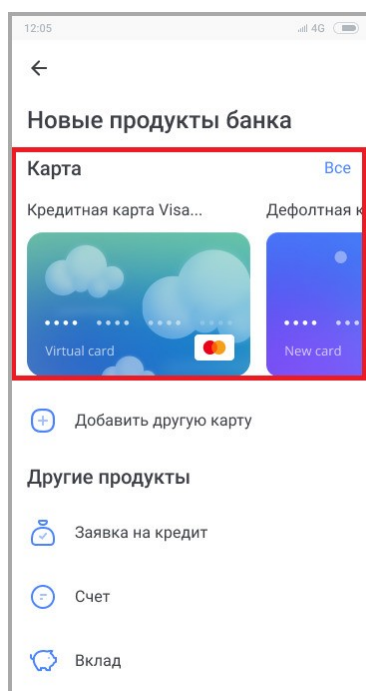 12:05
4G
Новые продукты банка
Карта
Все
Кредитная карта Visa...
Дефолтная к
Virtual card
New card
Добавить другую карту
Другие продукты
Заявка на кредит
Счет
Вклад